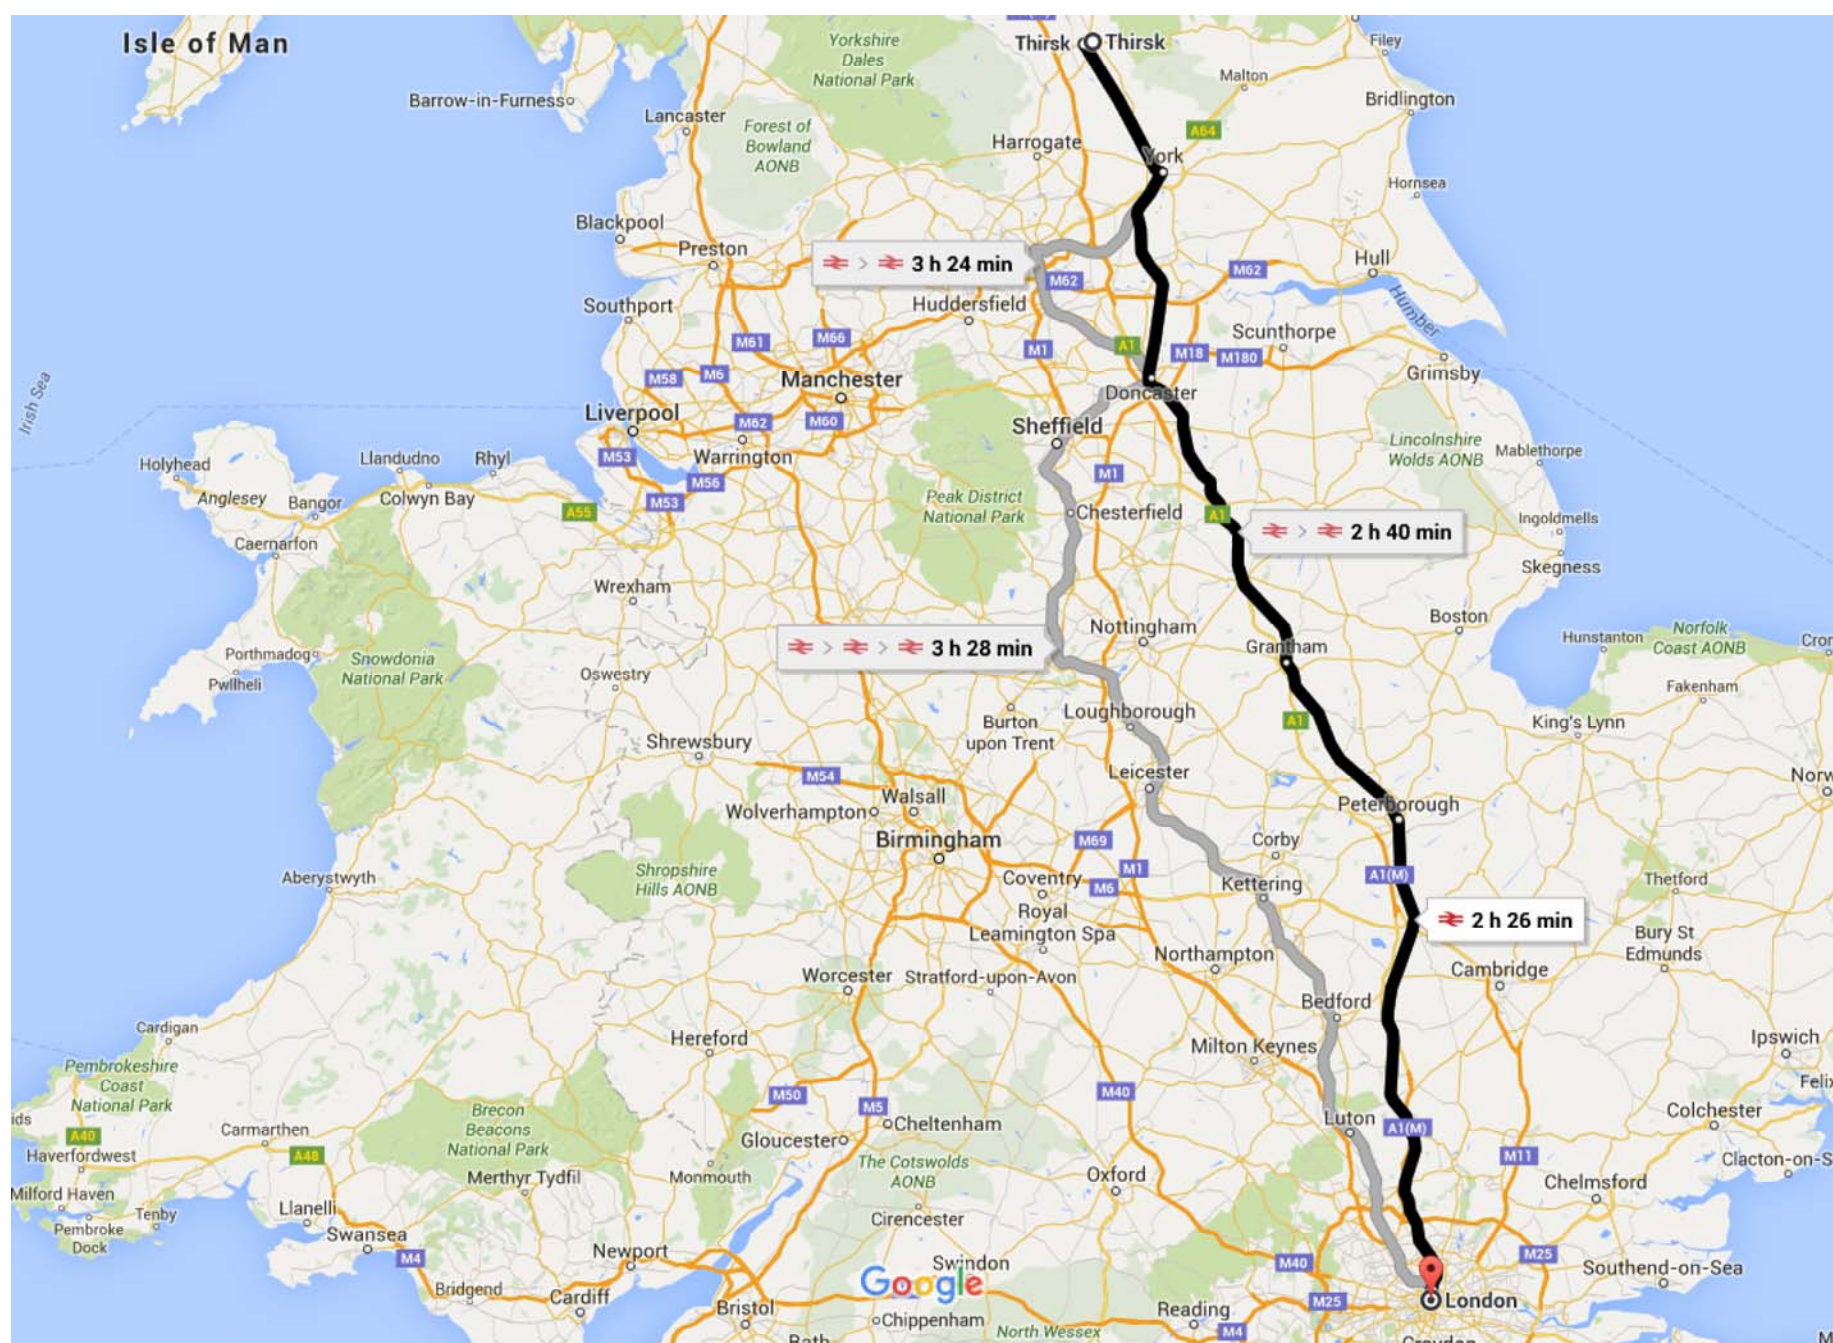 Isle of Man
Thirsk
Thirsk
Yorkshire
Dales
National Park
Filey
Malton
Barrow-in-Furness
Bridlington
Lancaster
Forest of
Bowland
AONB
A64
Harrogate
York
Hornsea
Blackpool
Preston
3 h 24 min
M62
M62
Hull
Humber
Southport
Huddersfield
Scunthorpe
M61
M66
M1
A1
M18
M180
Irish Sea
M58
M6
Manchester
Grimsby
Doncaster
Liverpool
M62
M60
Sheffield
Lincolnshire
Wolds AONB
Mablethorpe
Holyhead
Llandudno
Rhyl
M53
Warrington
M1
Anglesey
Bangor
Colwyn Bay
A55
M53
M56
Peak District
National Park
Chesterfield
A1
Ingoldmells
2 h 40 min
Caernarfon
Skegness
Wrexham
Boston
Nottingham
Grantham
Hunstanton
Norfolk
Coast AONB
Cror
Porthmadog
Snowdonia
National Park
3 h 28 min
Pwllheli
Oswestry
Fakenham
Burton
upon Trent
Loughborough
A1
King's Lynn
Shrewsbury
Leicester
M54
Norw
Walsall
Wolverhampton
Peterborough
Birmingham
M69
Corby
Shropshire
Hills AONB
Aberystwyth
Coventry
M6
M1
Kettering
A1(M)
Thetford
Royal
Leamington Spa
2 h 26 min
Bury St
Edmunds
Northampton
Cambridge
Worcester
Stratford-upon-Avon
Bedford
Cardigan
Hereford
Milton Keynes
Ipswich
Pembrokeshire
Coast
National Park
Felix
M50
M40
ids
Brecon
Beacons
National Park
M5
Cheltenham
Luton
A1(M)
Colchester
A40
Carmarthen
Gloucester
Haverfordwest
A48
M11
Clacton-on-S
Merthyr Tydfil
Monmouth
The Cotswolds
AONB
Oxford
Chelmsford
Milford Haven
Llanelli
Tenby
Pembroke
Dock
Cirencester
Swansea
M4
Newport
Swindon
Google
M40
M25
Southend-on-Sea
Bridgend
Cardiff
Bristol
Chippenham
Reading
M25
London
North Wessex
M4
Bath
Croydon